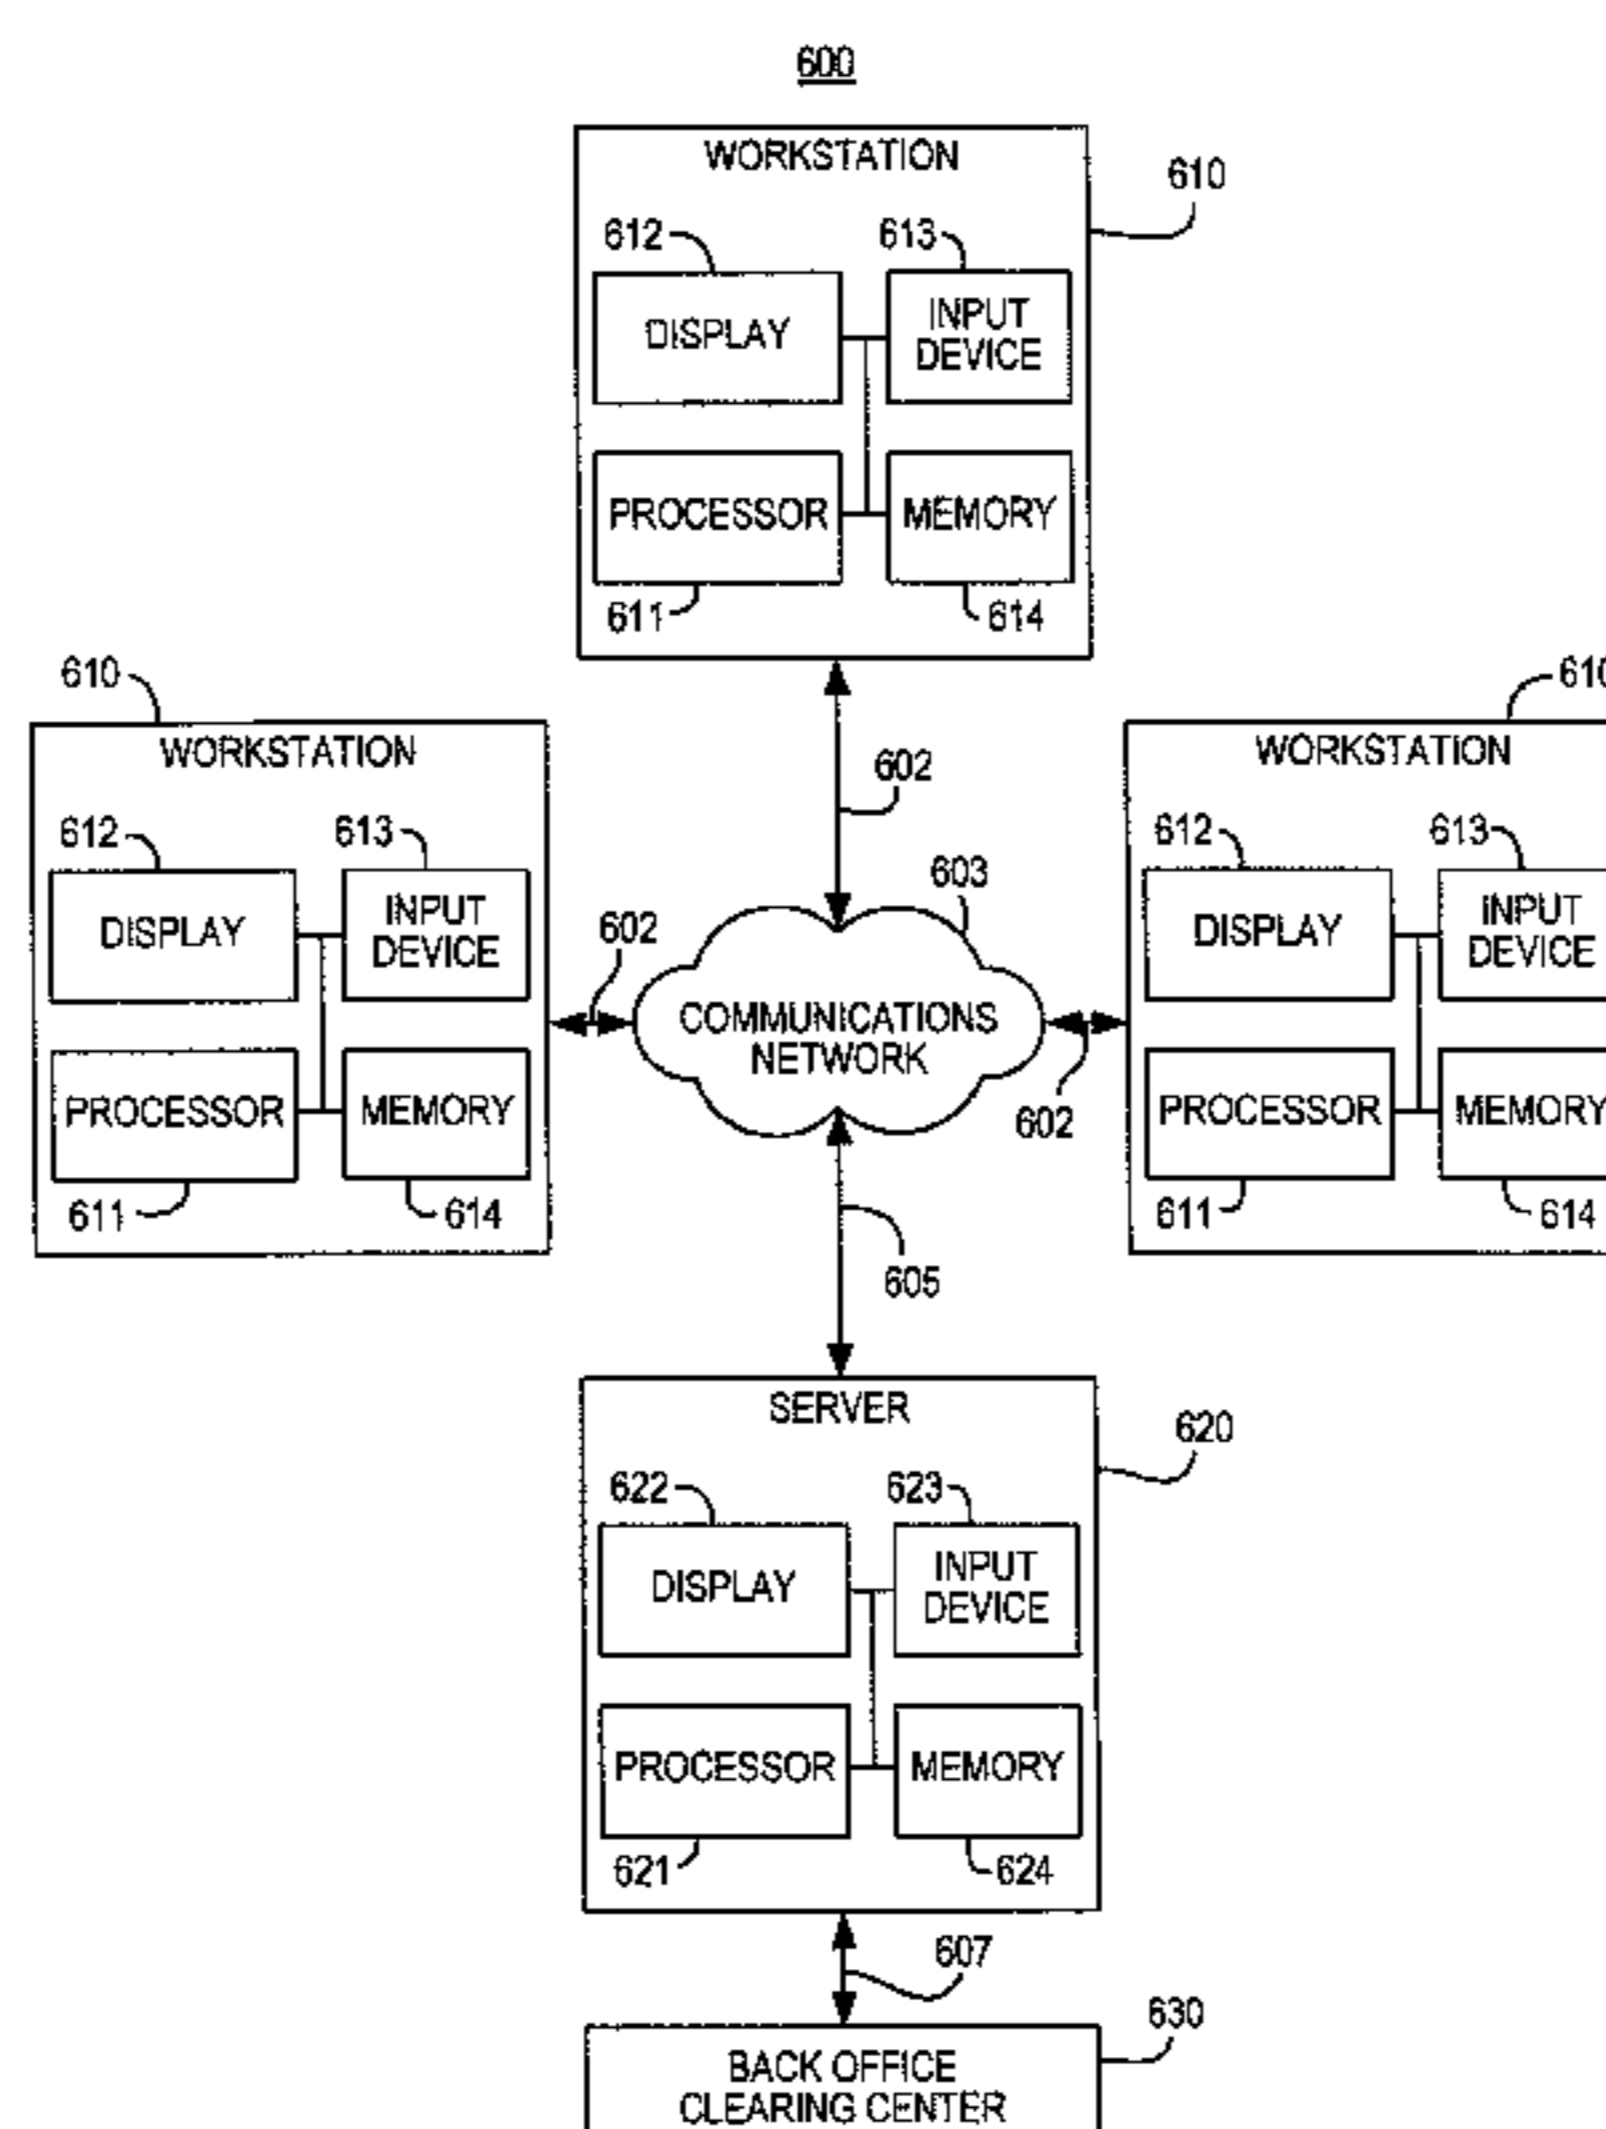 600
WORKSTATION
610
612
613
DISPLAY
INPUT
DEVICE
PROCESSOR
MEMORY
611
614
610
WORKSTATION
612
613
DISPLAY
INPUT
DEVICE
PROCESSOR
MEMORY
611
614
602
602
603
COMMUNICATIONS
NETWORK
602
605
610
WORKSTATION
612
613
DISPLAY
INPUT
DEVICE
PROCESSOR
MEMORY
611
614
SERVER
620
622
623
DISPLAY
INPUT
DEVICE
PROCESSOR
MEMORY
621
624
607
630
BACK OFFICE
CLEARING CENTER